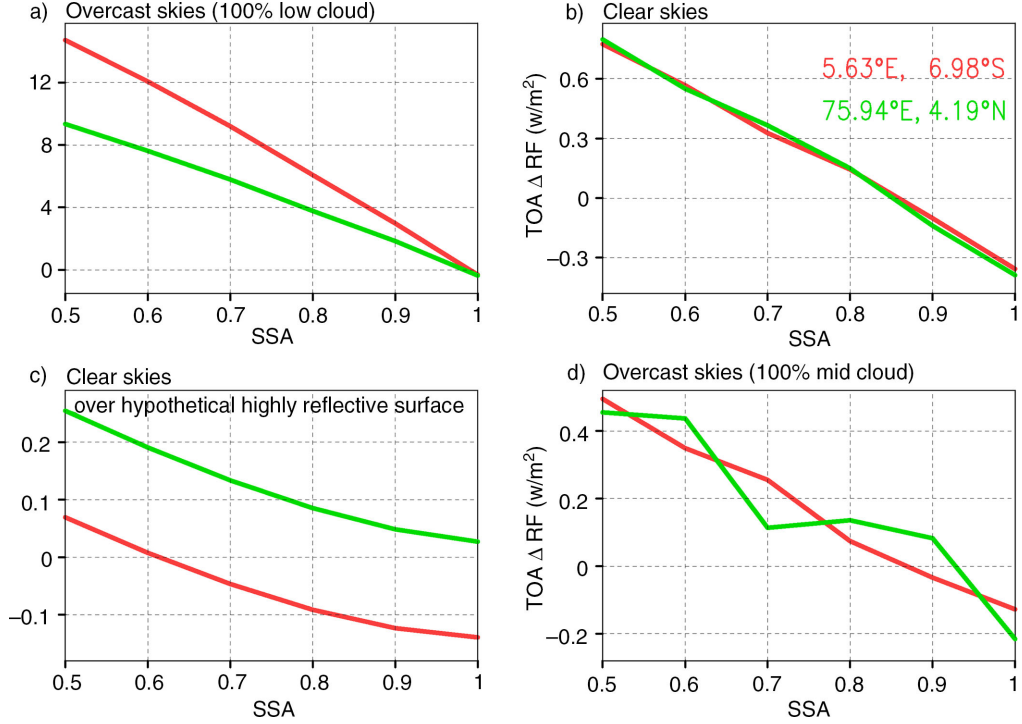 a) Overcast skies (100% low cloud)
12
8
4
0
0.5 0.6 0.7 0.8 0.9 1
SSA
b) Clear skies
5.63°E, 6.98°S
75.94°E, 4.19°N
TOA Δ RF (w/m²)
0.6
0.3
0
−0.3
0.5 0.6 0.7 0.8 0.9 1
SSA
c) Clear skies
over hypothetical highly reflective surface
0.2
0.1
0
−0.1
0.5 0.6 0.7 0.8 0.9 1
SSA
d) Overcast skies (100% mid cloud)
TOA Δ RF (w/m²)
0.4
0.2
0
−0.2
0.5 0.6 0.7 0.8 0.9 1
SSA